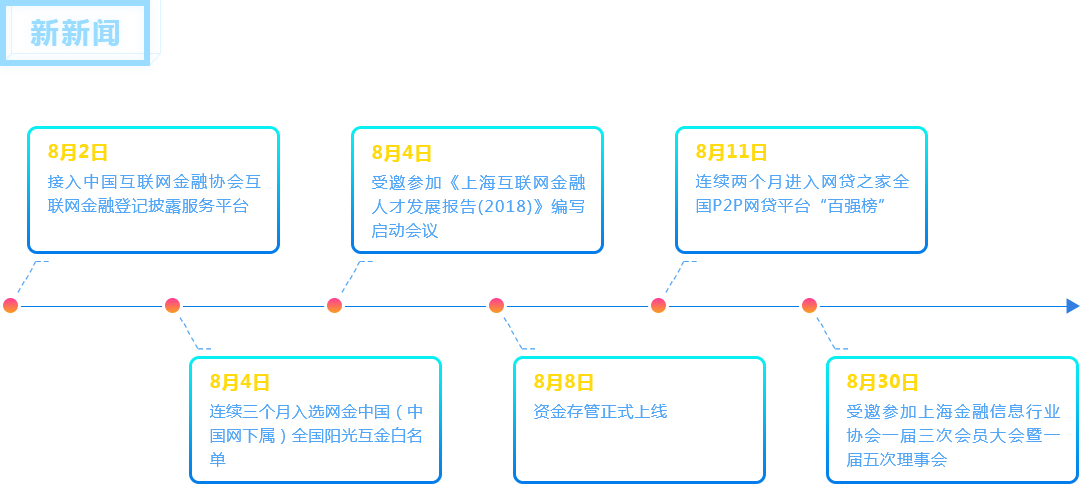 新新闻
8月2日
接入中国互联网金融协会互
联网金融登记披露服务平台
8月4日
受邀参加《上海互联网金融
人才发展报告(2018)》编写
启动会议
8月11日
连续两个月进入网贷之家全
国P2P网贷平台“百强榜”
8月4日
连续三个月入选网金中国（中
国网下属）全国阳光互金白名
单
8月8日
资金存管正式上线
8月30日
受邀参加上海金融信息行业
协会一届三次会员大会暨一
届五次理事会